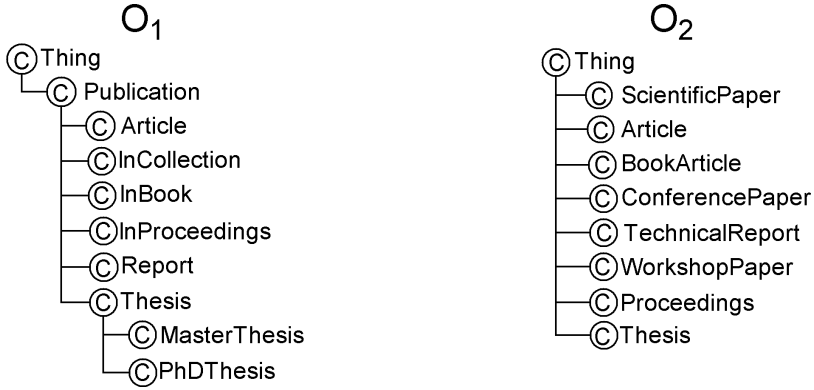 O1
Ⓒ Thing
Ⓒ Publication
Ⓒ Article
Ⓒ InCollection
Ⓒ InBook
Ⓒ InProceedings
Ⓒ Report
Ⓒ Thesis
Ⓒ MasterThesis
Ⓒ PhDThesis
O2
Ⓒ Thing
Ⓒ ScientificPaper
Ⓒ Article
Ⓒ BookArticle
Ⓒ ConferencePaper
Ⓒ TechnicalReport
Ⓒ WorkshopPaper
Ⓒ Proceedings
Ⓒ Thesis